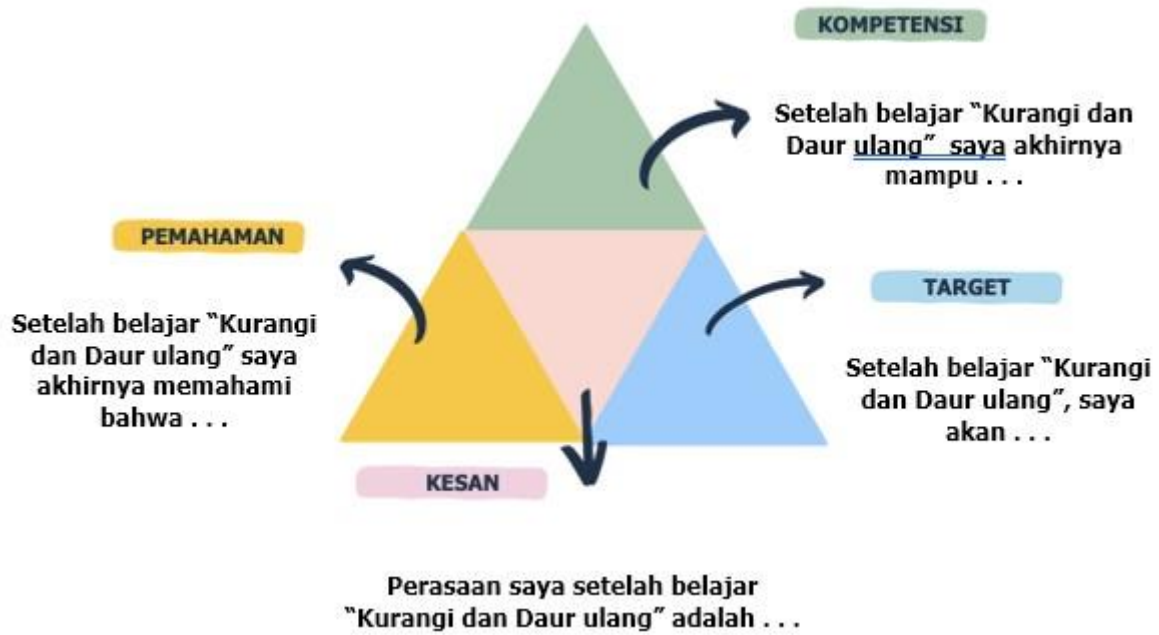 KOMPETENSI
Setelah belajar “Kurangi dan
Daur ulang” saya akhirnya
mampu . . .
PEMAHAMAN
Setelah belajar “Kurangi
dan Daur ulang” saya
akhirnya memahami
bahwa . . .
TARGET
Setelah belajar “Kurangi
dan Daur ulang”, saya
akan . . .
KESAN
Perasaan saya setelah belajar
“Kurangi dan Daur ulang” adalah . . .